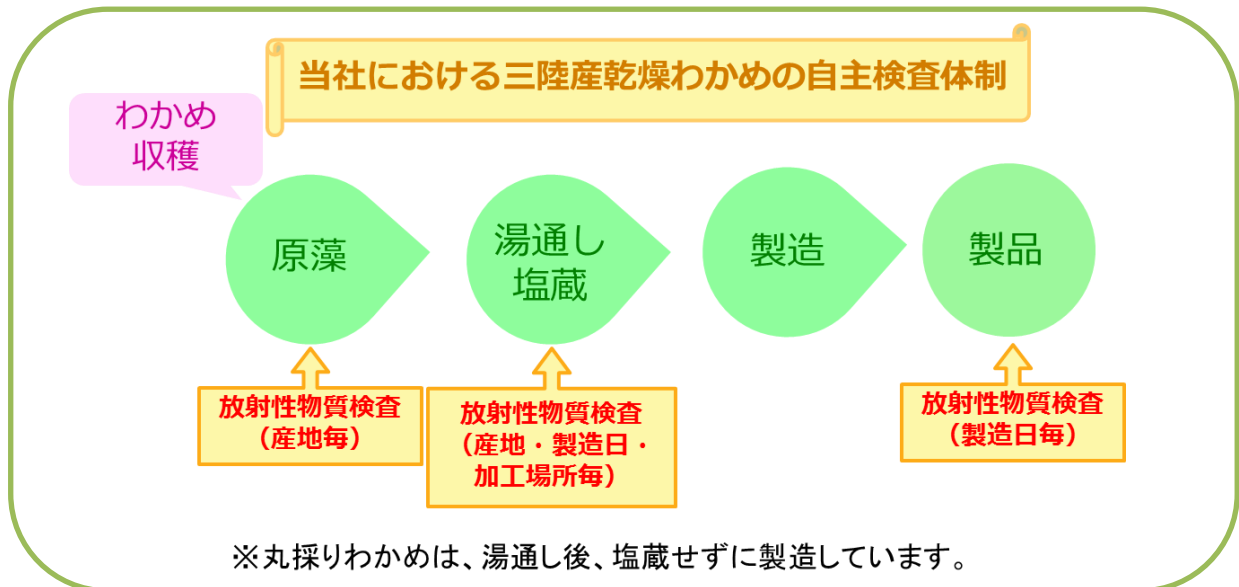 当社における三陸産乾燥わかめの自主検査体制
わかめ
収穫
原藻
湯通し
塩蔵
製造
製品
放射性物質検査
（産地毎）
放射性物質検査
（産地・製造日・
加工場所毎）
放射性物質検査
（製造日毎）
※丸採りわかめは、湯通し後、塩蔵せずに製造しています。